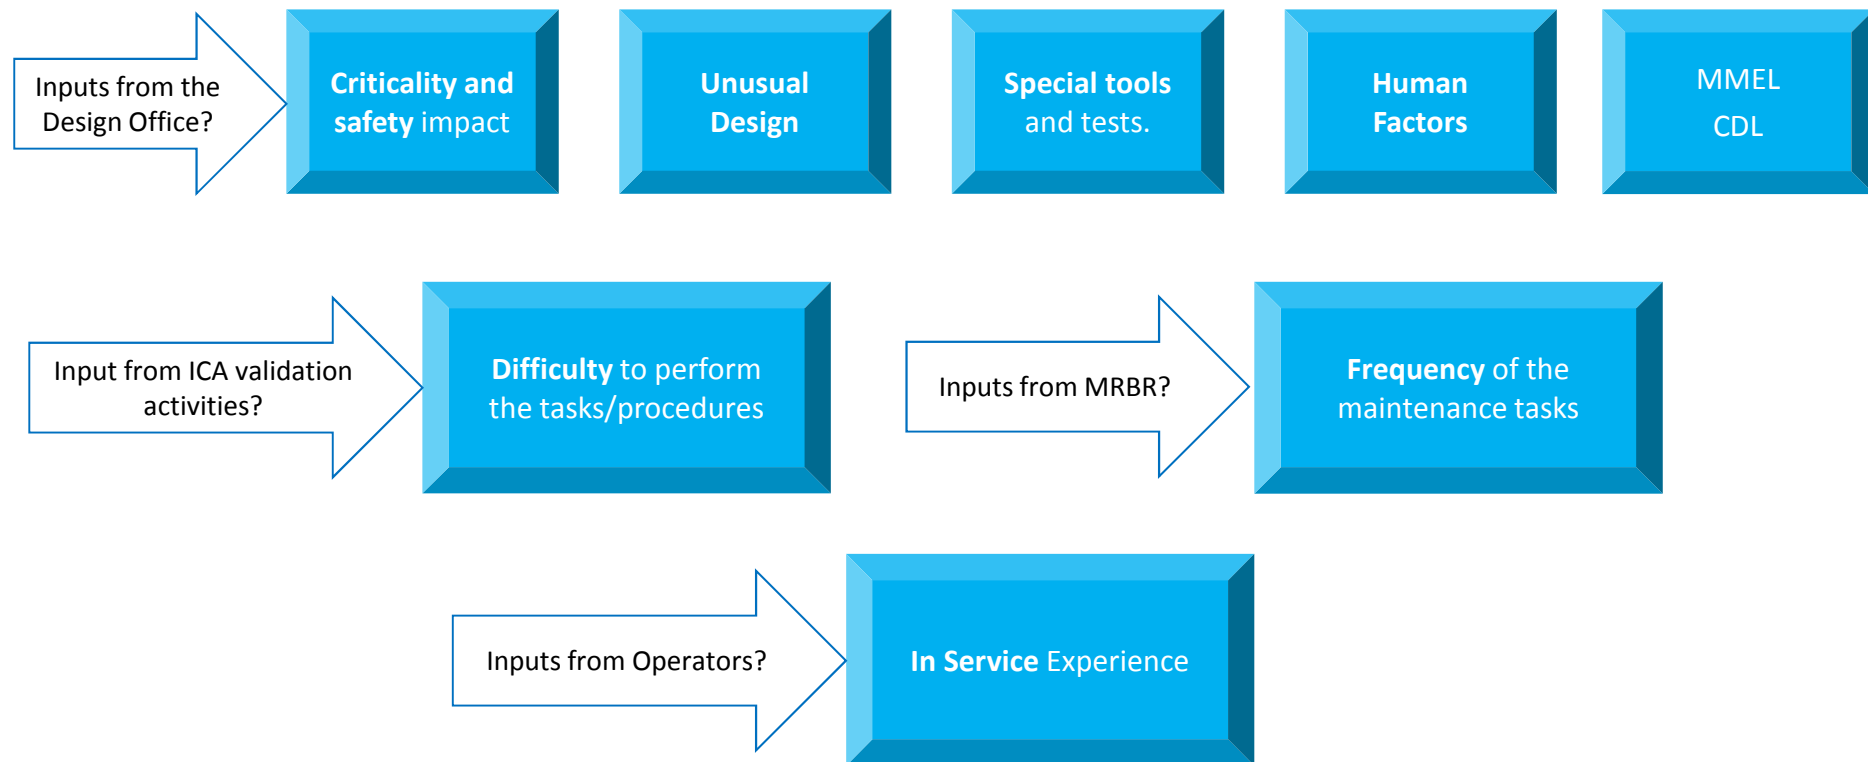 Inputs from the
Design Office?
Criticality and
safety impact
Unusual
Design
Special tools
and tests.
Human
Factors
MMEL
CDL
Input from ICA validation
activities?
Difficulty to perform
the tasks/procedures
Inputs from MRBR?
Frequency of the
maintenance tasks
Inputs from Operators?
In Service Experience